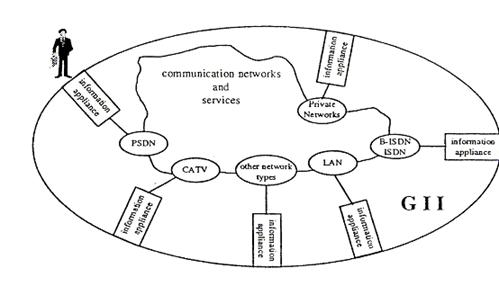 information
appliance
communication networks
and
services
information
appliance
Private
Networks
PSDN
B-ISDN
ISDN
information
appliance
CATV
other network
types
LAN
GII
information
appliance
information
appliance
information
appliance